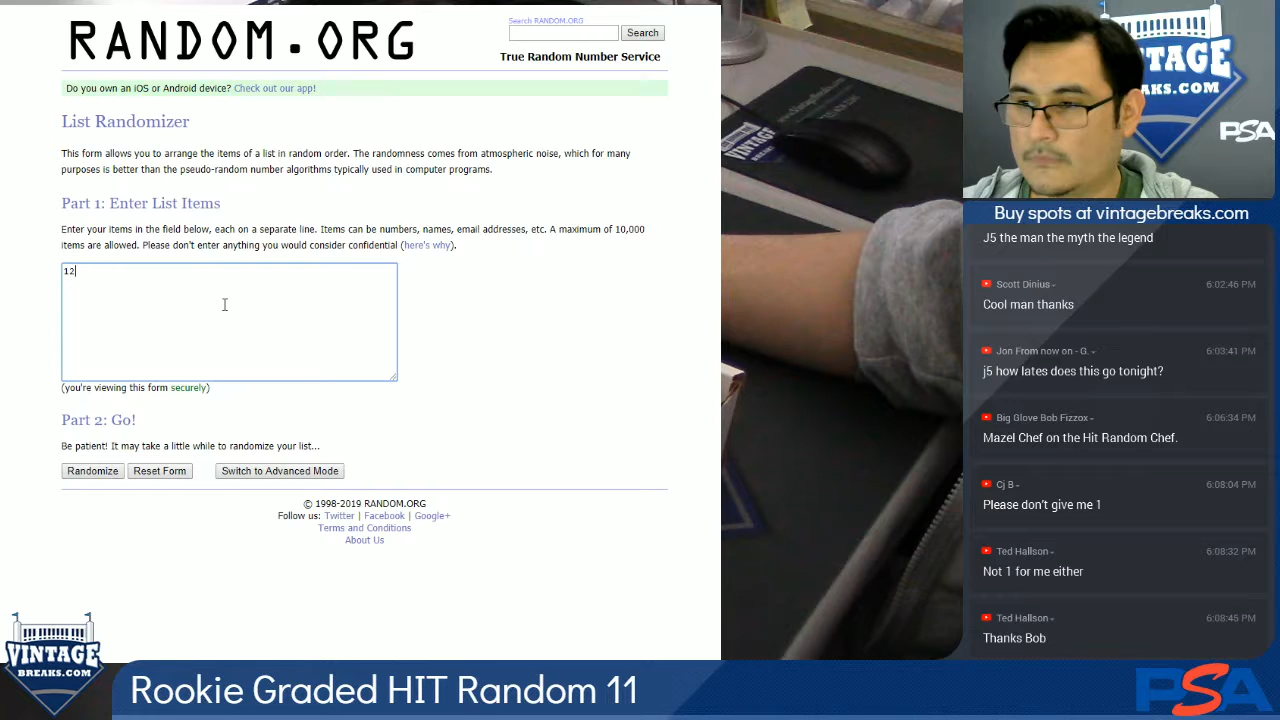 RANDOM.ORG
Search RANDOM.ORG
Search
True Random Number Service
Do you own an iOS or Android device? Check out our app!
List Randomizer
This form allows you to arrange the items of a list in random order. The randomness comes from atmospheric noise, which for many
purposes is better than the pseudo-random number algorithms typically used in computer programs.
Part 1: Enter List Items
Enter your items in the field below, each on a separate line. Items can be numbers, names, email addresses, etc. A maximum of 10,000
items are allowed. Please don't enter anything you would consider confidential (here's why).
12
(you're viewing this form securely)
Part 2: Go!
Be patient! It may take a little while to randomize your list...
Randomize
Reset Form
Switch to Advanced Mode
© 1998-2019 RANDOM.ORG
Follow us: Twitter | Facebook | Google+
Terms and Conditions
About Us
VINTAGE
PSA
Buy spots at vintagebreaks.com
J5 the man the myth the legend
Scott Dinius
6:02:46 PM
Cool man thanks
Jon From now on - G.
6:03:41 PM
j5 how lates does this go tonight?
Big Glove Bob Fizzox
6:06:34 PM
Mazel Chef on the Hit Random Chef.
Cj B
6:08:04 PM
Please don't give me 1
Ted Hallson
6:08:32 PM
Not 1 for me either
Ted Hallson
6:08:45 PM
Thanks Bob
VINTAGE
BREAKS.COM
Rookie Graded HIT Random 11
PSA